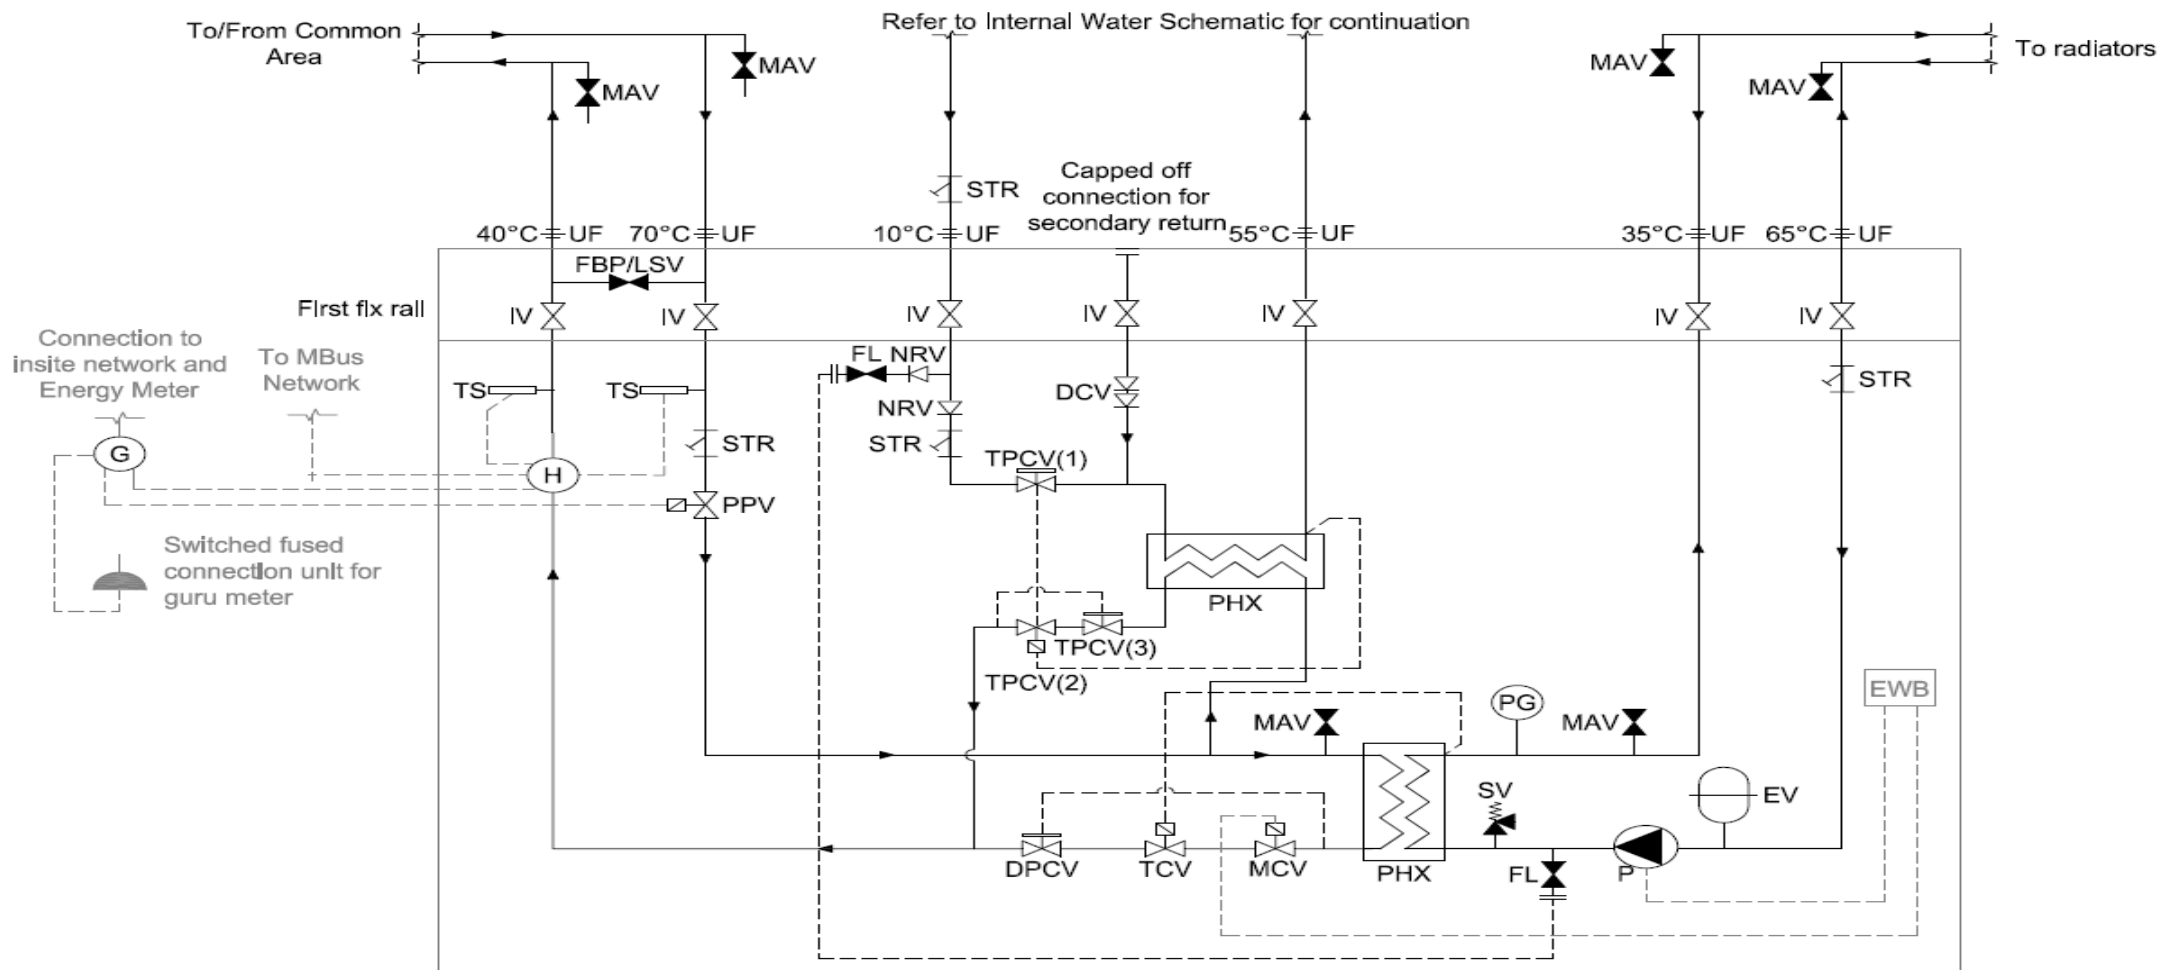 To/From Common
Area
Refer to Internal Water Schematic for continuation
To radiators
MAV
MAV
MAV
MAV
STR
Capped off
connection for
secondary return
40°C UF
70°C UF
10°C UF
55°C UF
35°C UF
65°C UF
FBP/LSV
First fix rail
IV
IV
IV
IV
IV
IV
IV
Connection to
insite network and
Energy Meter
To MBus
Network
TS
TS
FL NRV
NRV
STR
DCV
STR
STR
G
H
PPV
TPCV(1)
Switched fused
connection unit for
guru meter
PHX
TPCV(3)
TPCV(2)
EWB
MAV
PG
MAV
SV
EV
DPCV
TCV
MCV
PHX
FL
P